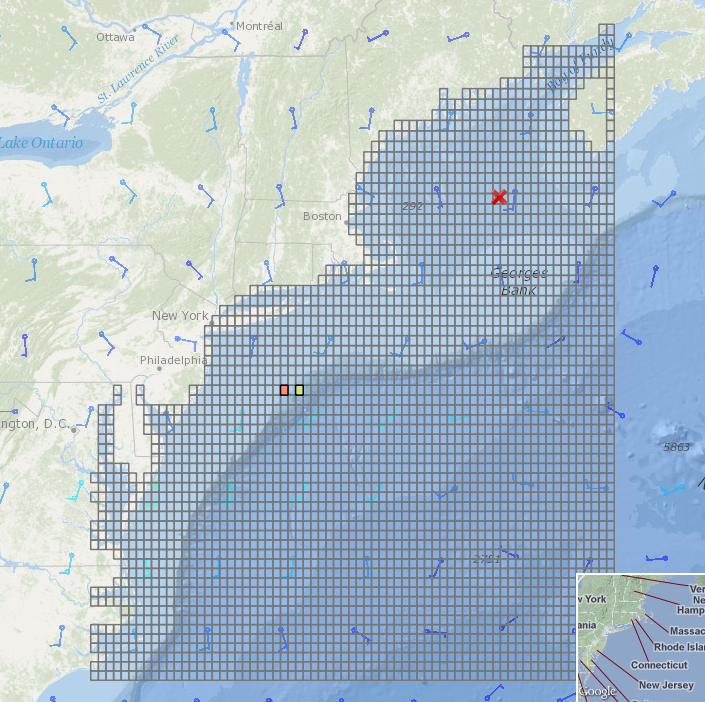 Ottawa
Montréal
St. Lawrence River
Bay of Fundy
Lake Ontario
Boston
292
Georges
Bank
New York
Philadelphia
ngton, D.C.
5863
2751
Ver
v York
Ne
Hamp
ania
Massac
Rhode Islan
Connecticut
New Jersey
Google